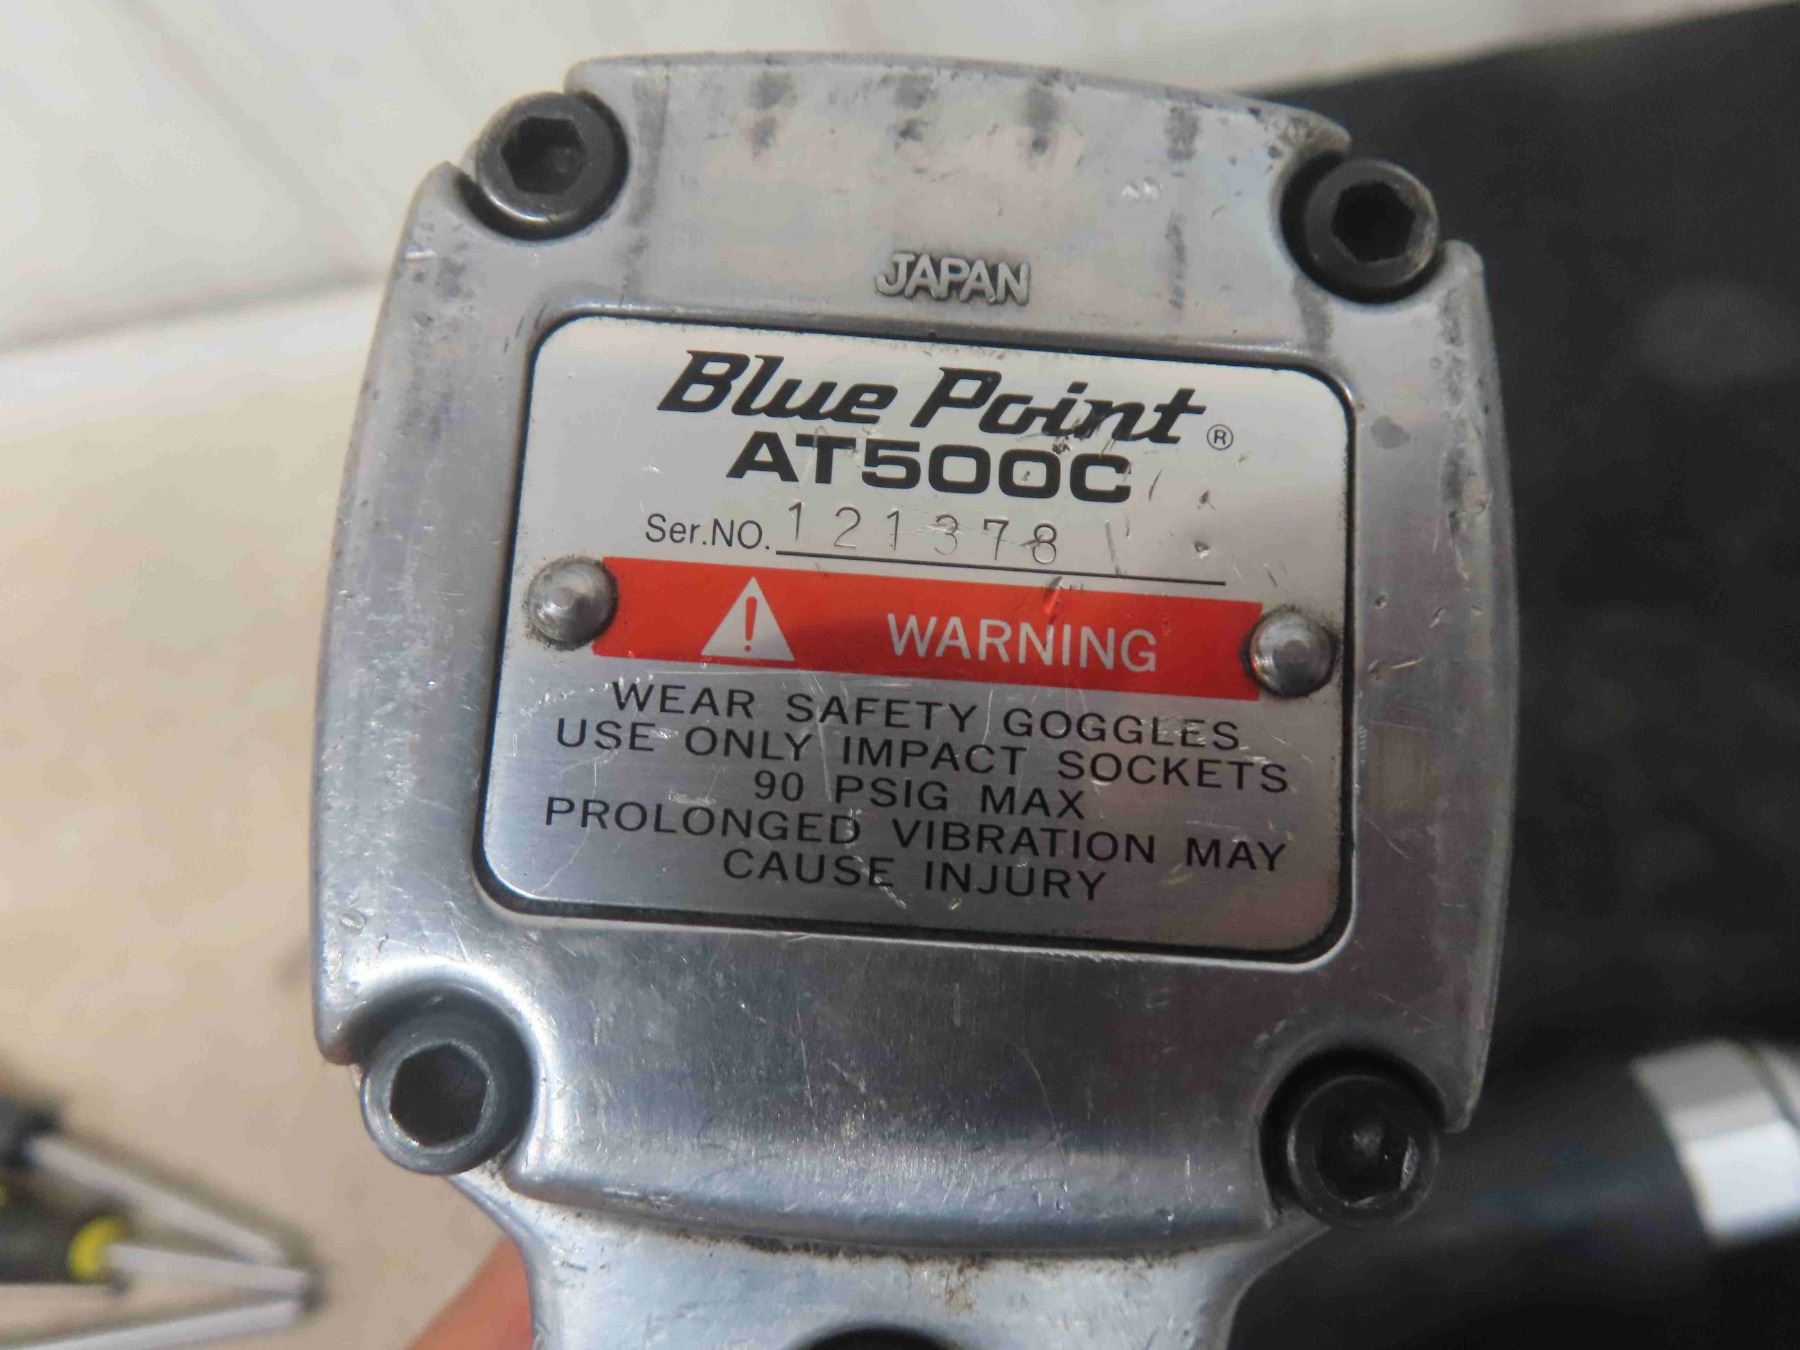 JAPAN
Blue Point ®
AT500C
Ser.NO. 121378
WARNING
WEAR SAFETY GOGGLES
USE ONLY IMPACT SOCKETS
90 PSIG MAX
PROLONGED VIBRATION MAY
CAUSE INJURY